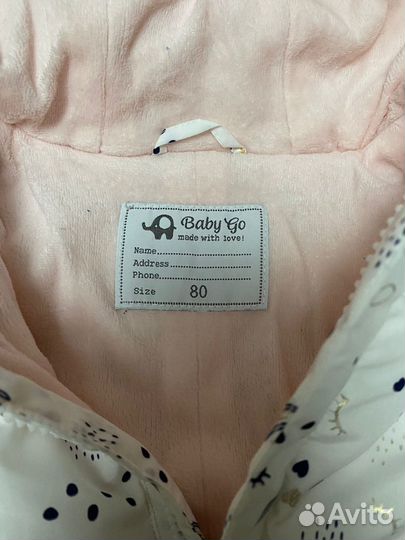 Baby Go
made with love!
Name
Address
Phone
Size 80
Avito